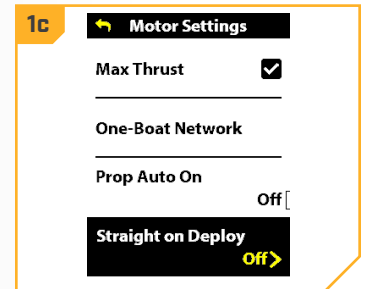 1c
Motor Settings
Max Thrust
One-Boat Network
Prop Auto On
Off
Straight on Deploy
Off